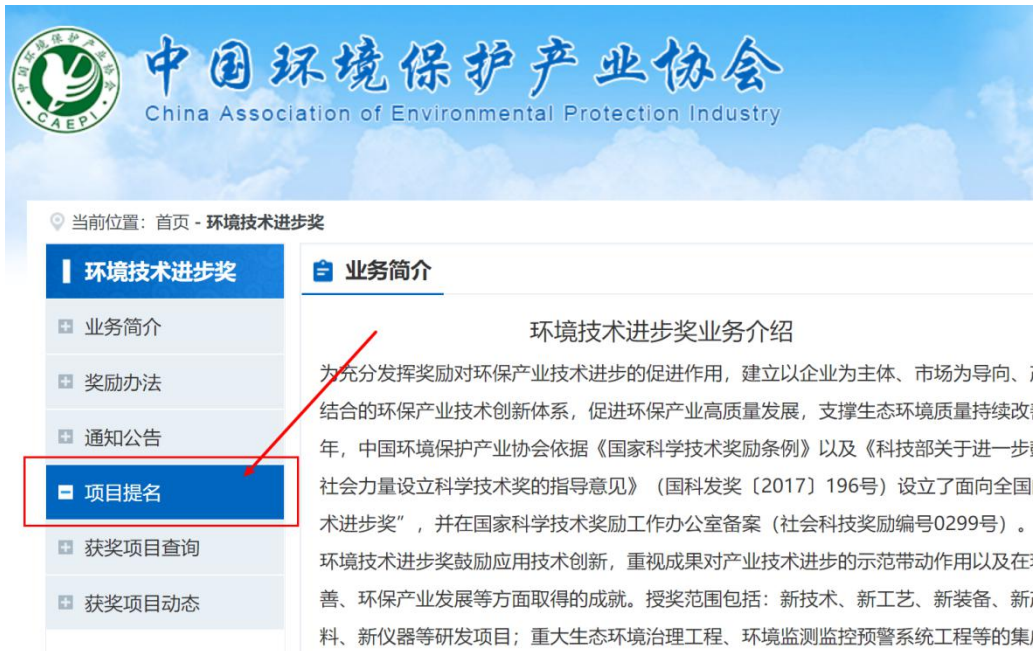 中国环境保护产业协会
CAEPI
中国环境保护产业协会
China Association of Environmental Protection Industry
当前位置：首页 - 环境技术进步奖
环境技术进步奖
业务简介
奖励办法
通知公告
项目提名
获奖项目查询
获奖项目动态
业务简介
环境技术进步奖业务介绍
为充分发挥奖励对环保产业技术进步的促进作用，建立以企业为主体、市场为导向、
结合的环保产业技术创新体系，促进环保产业高质量发展，支撑生态环境质量持续改
年，中国环境保护产业协会依据《国家科学技术奖励条例》以及《科技部关于进一步
社会力量设立科学技术奖的指导意见》（国科发奖〔2017〕196号）设立了面向全国
术进步奖”，并在国家科学技术奖励工作办公室备案（社会科技奖励编号0299号）。
环境技术进步奖鼓励应用技术创新，重视成果对产业技术进步的示范带动作用以及在
善、环保产业发展等方面取得的成就。授奖范围包括：新技术、新工艺、新装备、新
料、新仪器等研发项目；重大生态环境治理工程、环境监测监控预警系统工程等的集